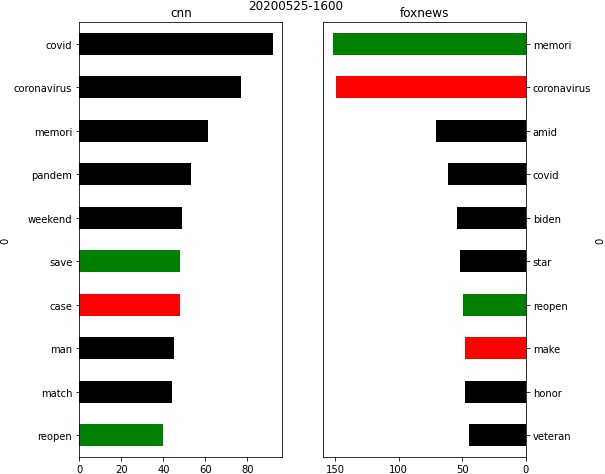 20200525-1600
cnn
covid
coronavirus
memori
pandem
weekend
save
case
man
match
reopen
0
0 20 40 60 80
foxnews
memori
coronavirus
amid
covid
biden
star
reopen
make
honor
veteran
0
150 100 50 0